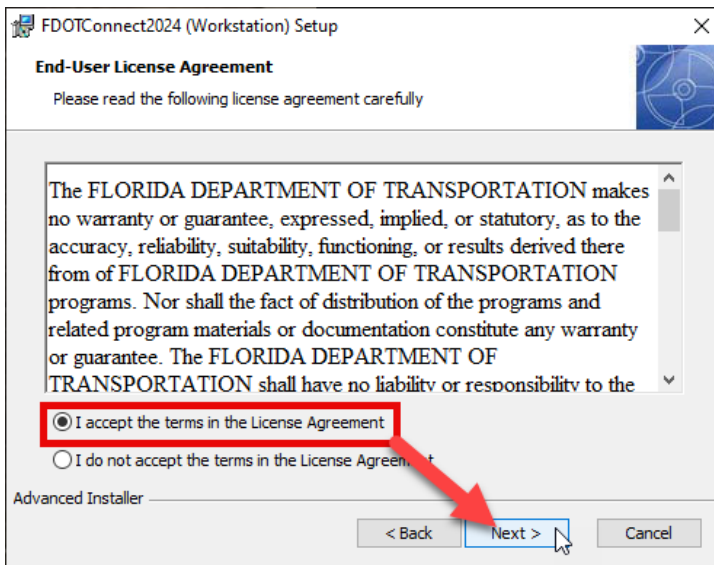 FDOTConnect2024 (Workstation) Setup
End-User License Agreement
Please read the following license agreement carefully
The FLORIDA DEPARTMENT OF TRANSPORTATION makes
no warranty or guarantee, expressed, implied, or statutory, as to the
accuracy, reliability, suitability, functioning, or results derived there
from of FLORIDA DEPARTMENT OF TRANSPORTATION
programs. Nor shall the fact of distribution of the programs and
related program materials or documentation constitute any warranty
or guarantee. The FLORIDA DEPARTMENT OF
TRANSPORTATION shall have no liability or responsibility to the
I accept the terms in the License Agreement
I do not accept the terms in the License Agreement
Advanced Installer
< Back Next > Cancel